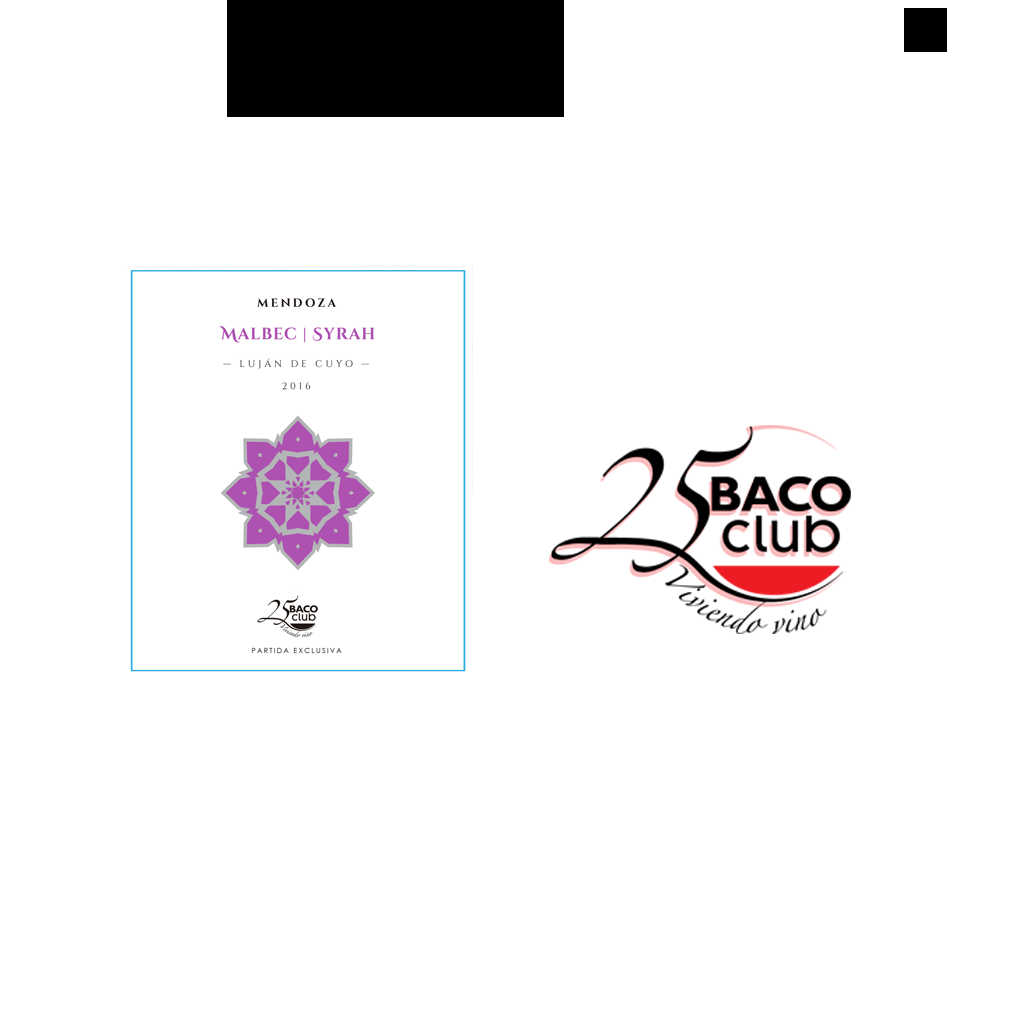 MENDOZA
MALBEC | SYRAH
— LUJÁN DE CUYO —
2016
25 BACO
club
Viviendo vino
PARTIDA EXCLUSIVA
25 BACO
club
Viviendo vino